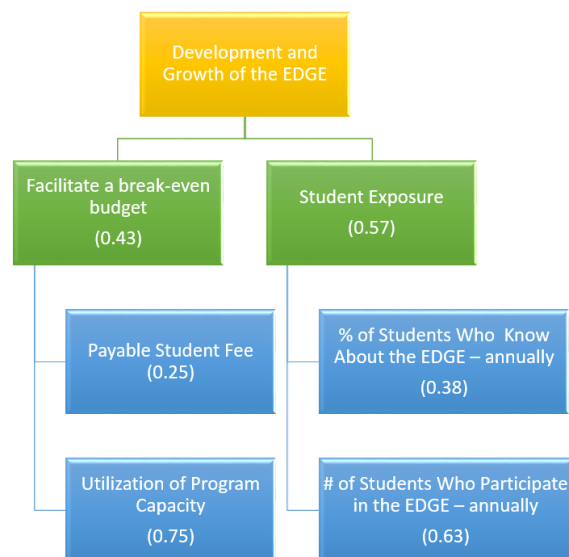 Development and
Growth of the EDGE
Facilitate a break-even
budget
(0.43)
Student Exposure
(0.57)
Payable Student Fee
(0.25)
% of Students Who Know
About the EDGE – annually
(0.38)
Utilization of Program
Capacity
(0.75)
# of Students Who Participate
in the EDGE – annually
(0.63)